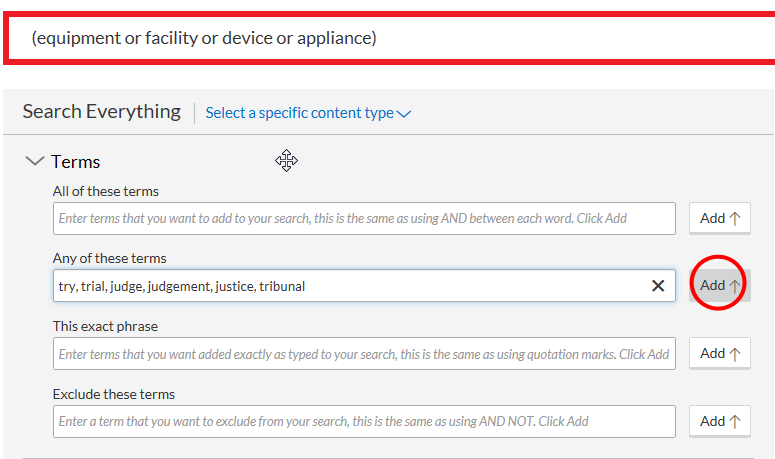 (equipment or facility or device or appliance)
Search Everything Select a specific content type
Terms
All of these terms
Enter terms that you want to add to your search, this is the same as using AND between each word. Click Add
Add
Any of these terms
try, trial, judge, judgement, justice, tribunal
Add
This exact phrase
Enter terms that you want added exactly as typed to your search, this is the same as using quotation marks. Click Add
Add
Exclude these terms
Enter a term that you want to exclude from your search, this is the same as using AND NOT. Click Add
Add